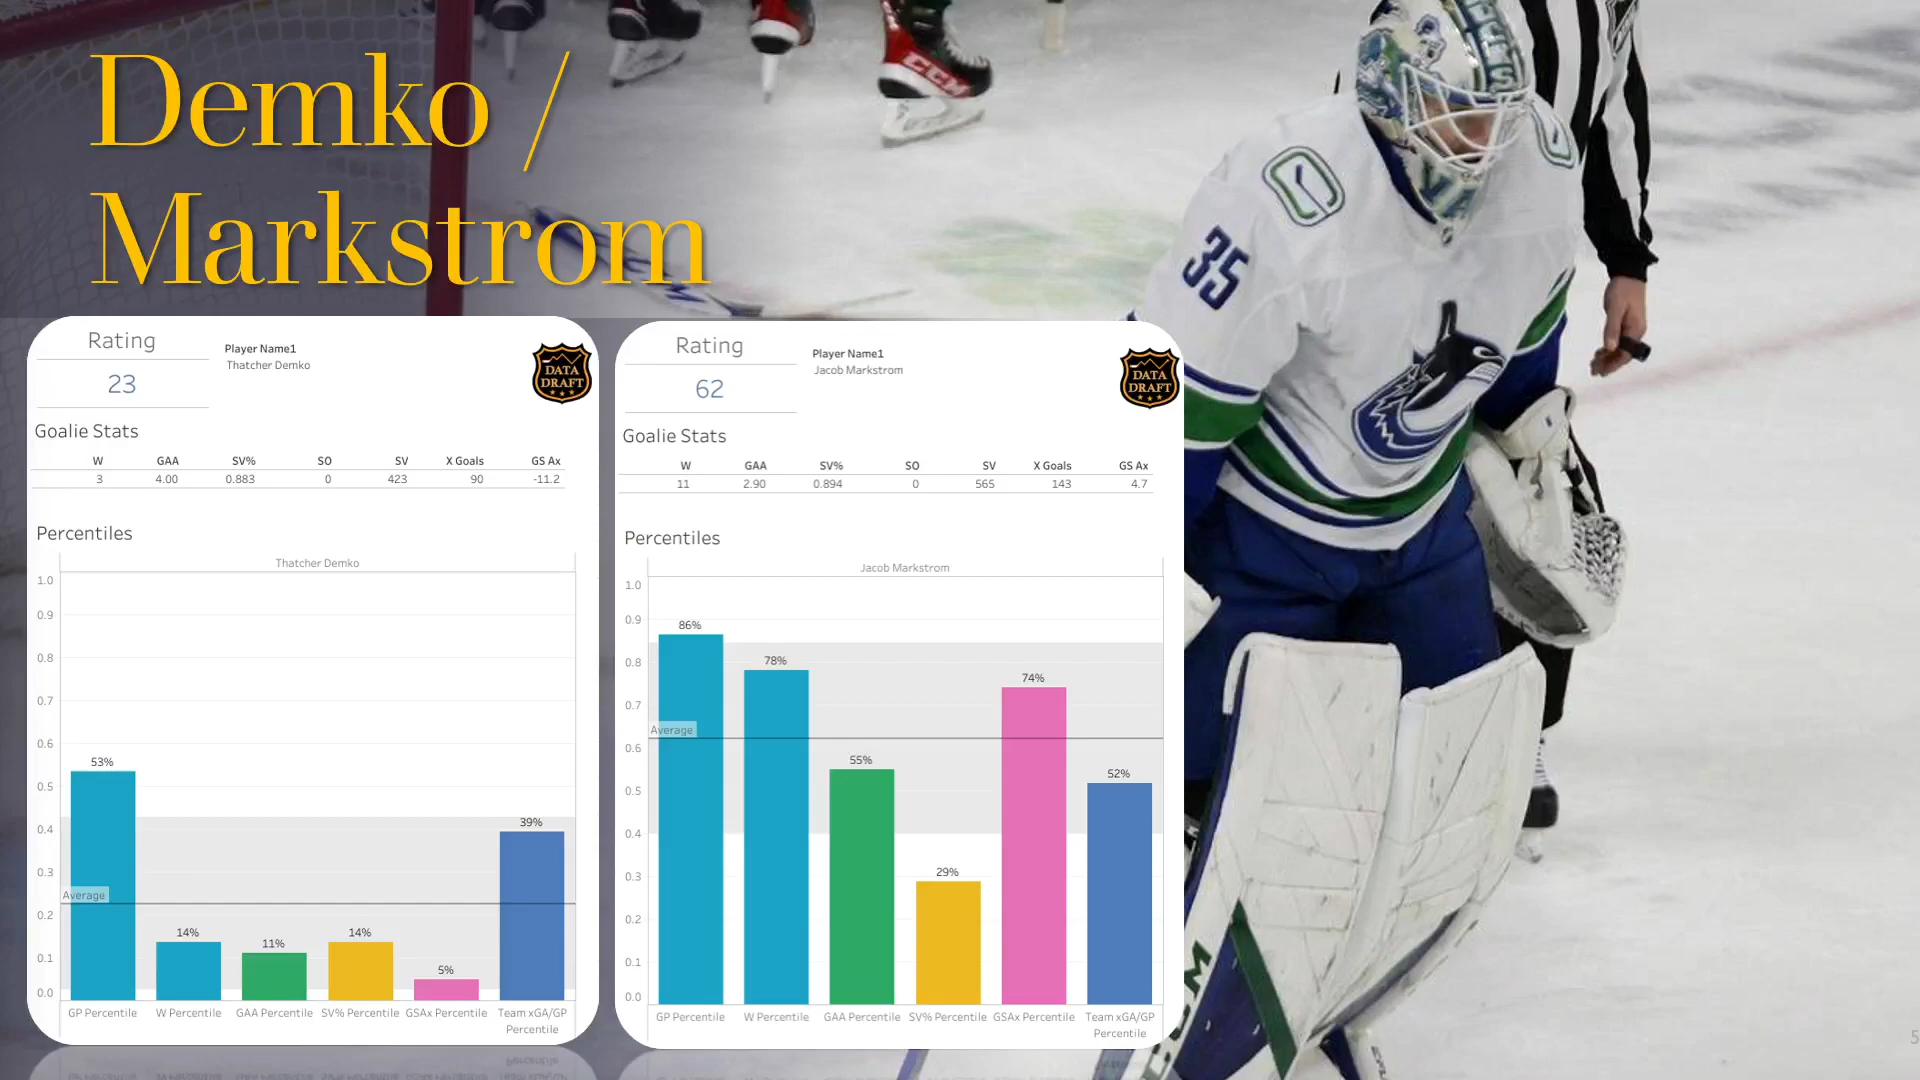 Demko /
Markstrom
Rating
23
Player Name1
Thatcher Demko
DATA
DRAFT
Goalie Stats
W GAA SV% SO SV X Goals GS Ax
3 4.00 0.883 0 423 90 -11.2
Percentiles
Thatcher Demko
1.0
0.9
0.8
0.7
0.6
0.5
0.4
0.3
0.2
0.1
0.0
53%
14%
11%
14%
5%
39%
Average
GP Percentile W Percentile GAA Percentile SV% Percentile GSAx Percentile Team xGA/GP
Percentile
Rating
62
Player Name1
Jacob Markstrom
DATA
DRAFT
Goalie Stats
W GAA SV% SO SV X Goals GS Ax
11 2.90 0.894 0 565 143 4.7
Percentiles
Jacob Markstrom
1.0
0.9
0.8
0.7
0.6
0.5
0.4
0.3
0.2
0.1
0.0
86%
78%
55%
29%
74%
52%
Average
GP Percentile W Percentile GAA Percentile SV% Percentile GSAx Percentile Team xGA/GP
Percentile
35
CCM
5